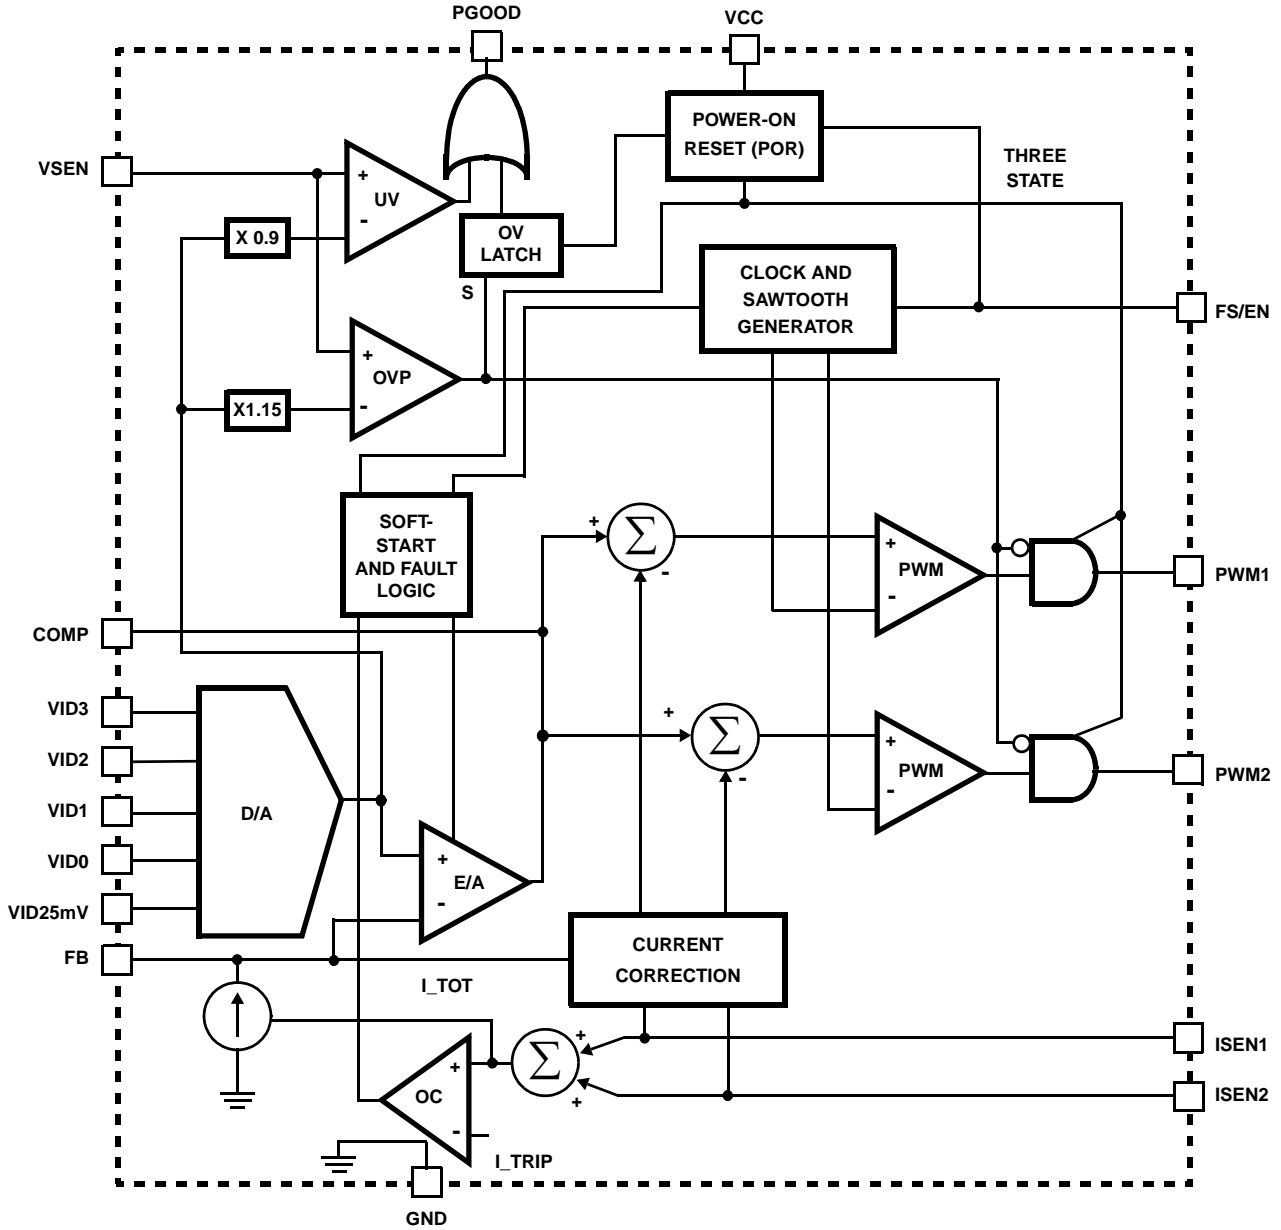 PGOOD
VCC
POWER-ON
RESET (POR)
THREE
STATE
VSEN
+
UV
-
X 0.9
OV
LATCH
S
CLOCK AND
SAWTOOTH
GENERATOR
FS/EN
+
OVP
-
X1.15
SOFT-
START
AND FAULT
LOGIC
+
Σ
-
+
PWM
-
PWM1
COMP
VID3
VID2
VID1
VID0
VID25mV
D/A
+
Σ
-
+
PWM
-
PWM2
+
E/A
-
FB
CURRENT
CORRECTION
I_TOT
+
Σ
+
ISEN1
ISEN2
+
OC
-
I_TRIP
GND